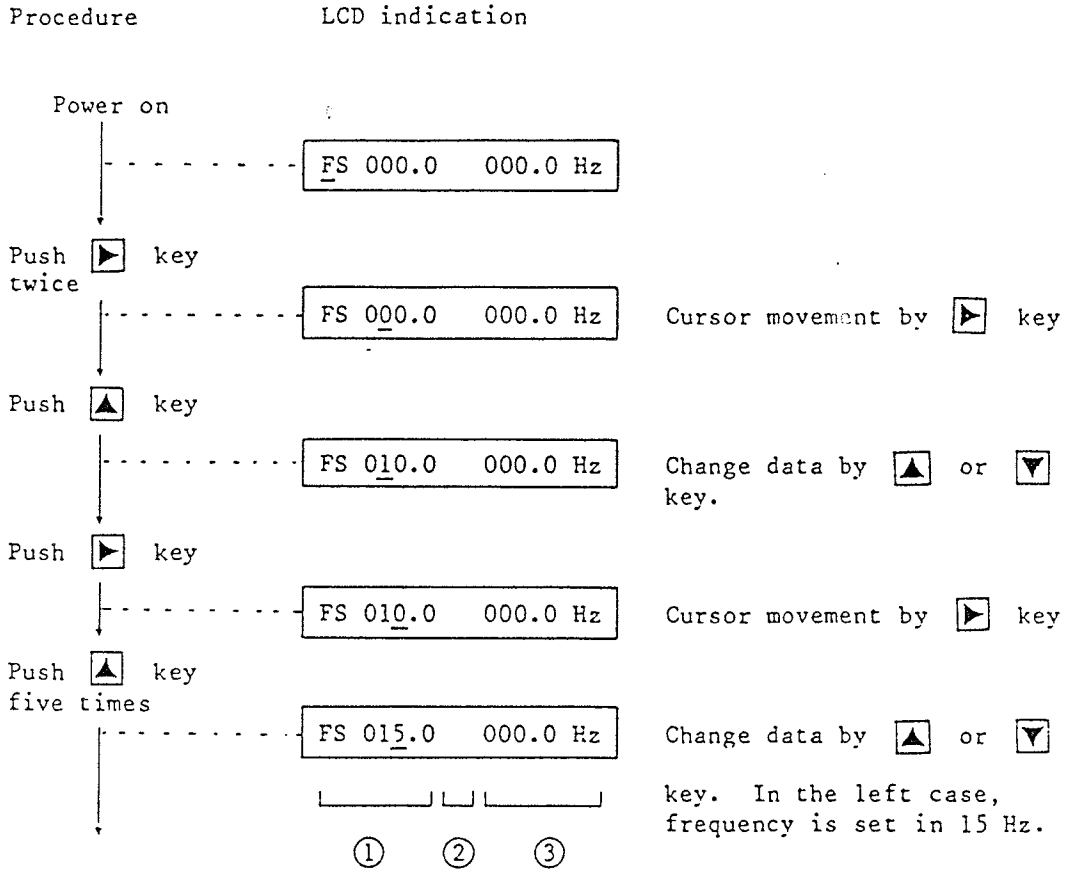 Procedure LCD indication
Power on
FS 000.0 000.0 Hz
Push ► key
twice
FS 000.0 000.0 Hz Cursor movement by ► key
Push ▲ key
FS 010.0 000.0 Hz Change data by ▲ or ▼
key.
Push ► key
FS 010.0 000.0 Hz Cursor movement by ► key
Push ▲ key
five times
FS 015.0 000.0 Hz Change data by ▲ or ▼
key. In the left case,
frequency is set in 15 Hz.
① ② ③